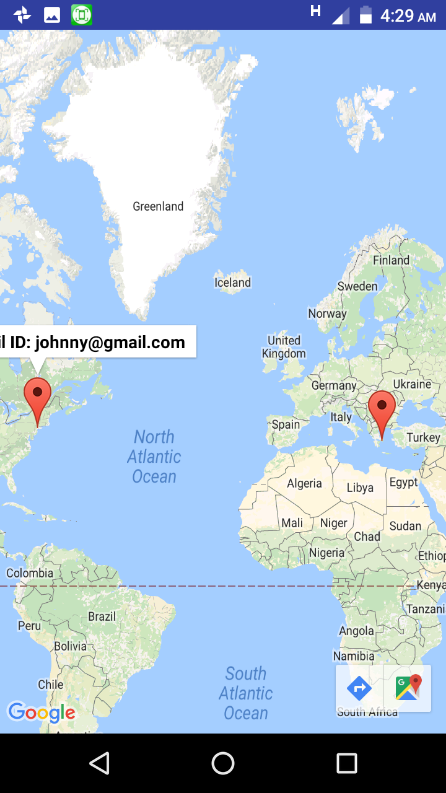 H 4:29 AM
Greenland
Iceland
Finland
Sweden
Norway
il ID: johnny@gmail.com
United
Kingdom
Germany
Ukraine
Italy
Spain
Turkey
North
Atlantic
Ocean
Algeria
Libya
Egypt
Mali
Niger
Chad
Sudan
Nigeria
Ethiop
Colombia
Kenya
Tanzani
Brazil
Peru
Angola
Bolivia
Namibia
Chile
South
Atlantic
Ocean
South Africa
Google